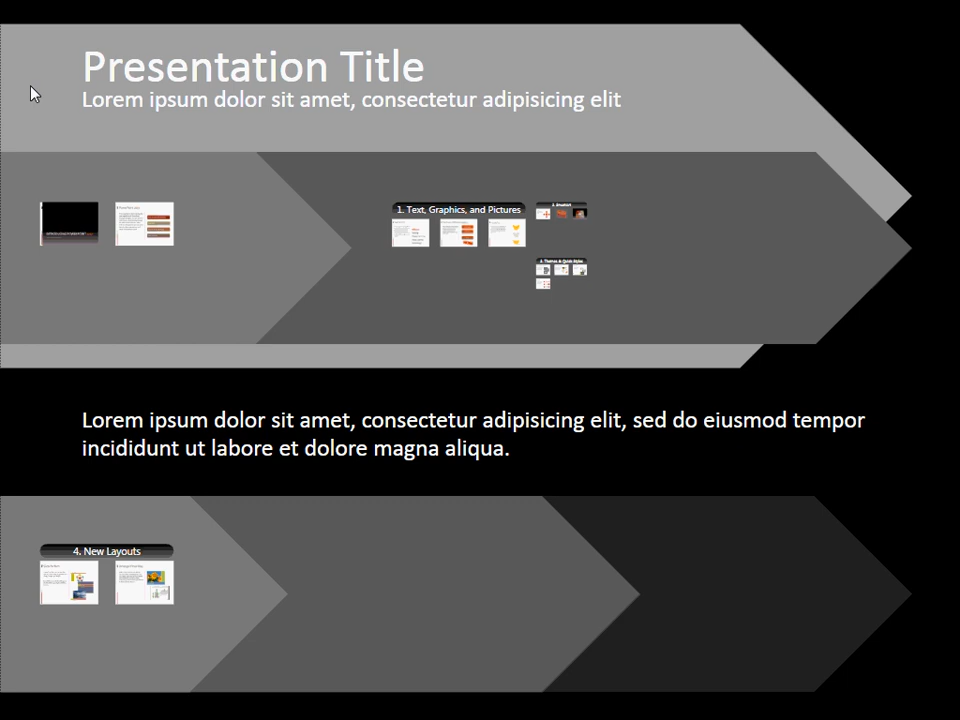 Presentation Title
Lorem ipsum dolor sit amet, consectetur adipisicing elit
1. Text, Graphics, and Pictures
3. Themes & Quick Styles
Lorem ipsum dolor sit amet, consectetur adipisicing elit, sed do eiusmod tempor
incididunt ut labore et dolore magna aliqua.
4. New Layouts